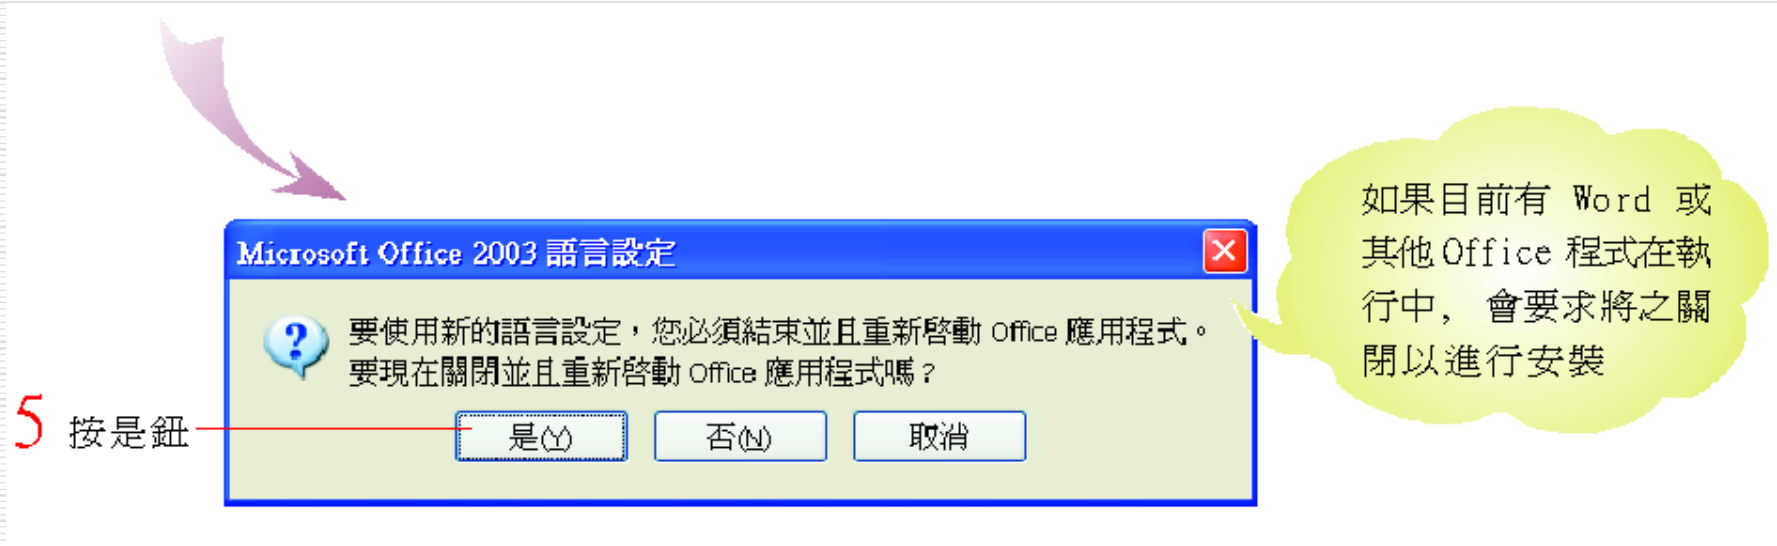 Microsoft Office 2003 語言設定
要使用新的語言設定，您必須結束並且重新啓動 Office 應用程式。
要現在關閉並且重新啓動 Office 應用程式嗎？
5 按是鈕
是(Y)
否(N)
取消
如果目前有 Word 或
其他 Office 程式在執
行中, 會要求將之關
閉以進行安裝